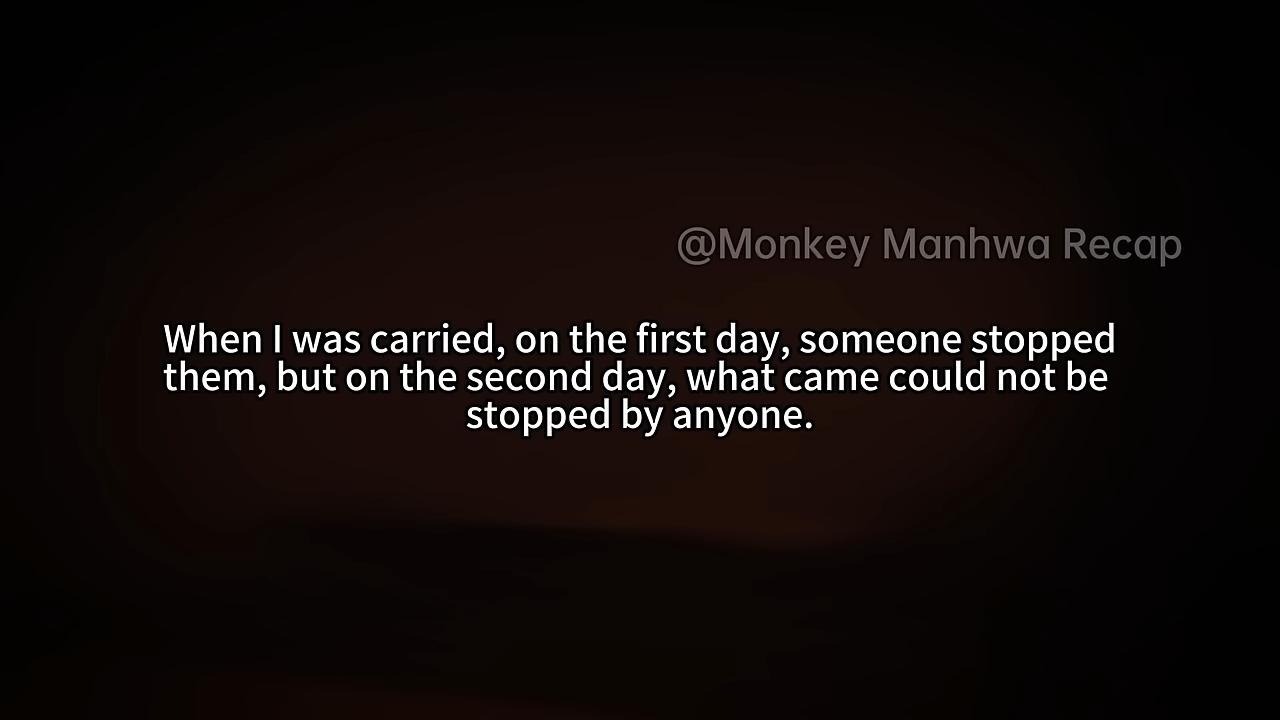 @Monkey Manhwa Recap
When I was carried, on the first day, someone stopped
them, but on the second day, what came could not be
stopped by anyone.